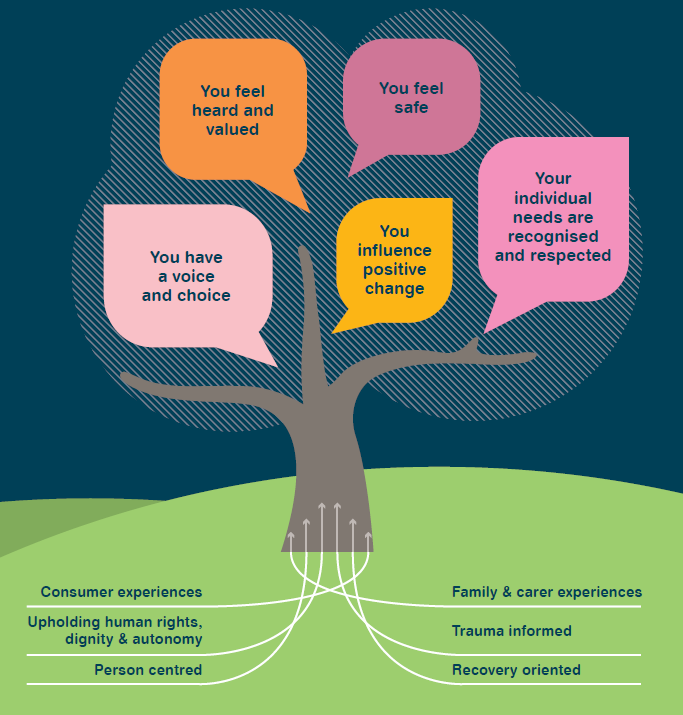 You feel
heard and
valued
You feel
safe
Your
individual
needs are
recognised
and respected
You have
a voice
and choice
You
influence
positive
change
Consumer experiences
Upholding human rights,
dignity & autonomy
Person centred
Family & carer experiences
Trauma informed
Recovery oriented